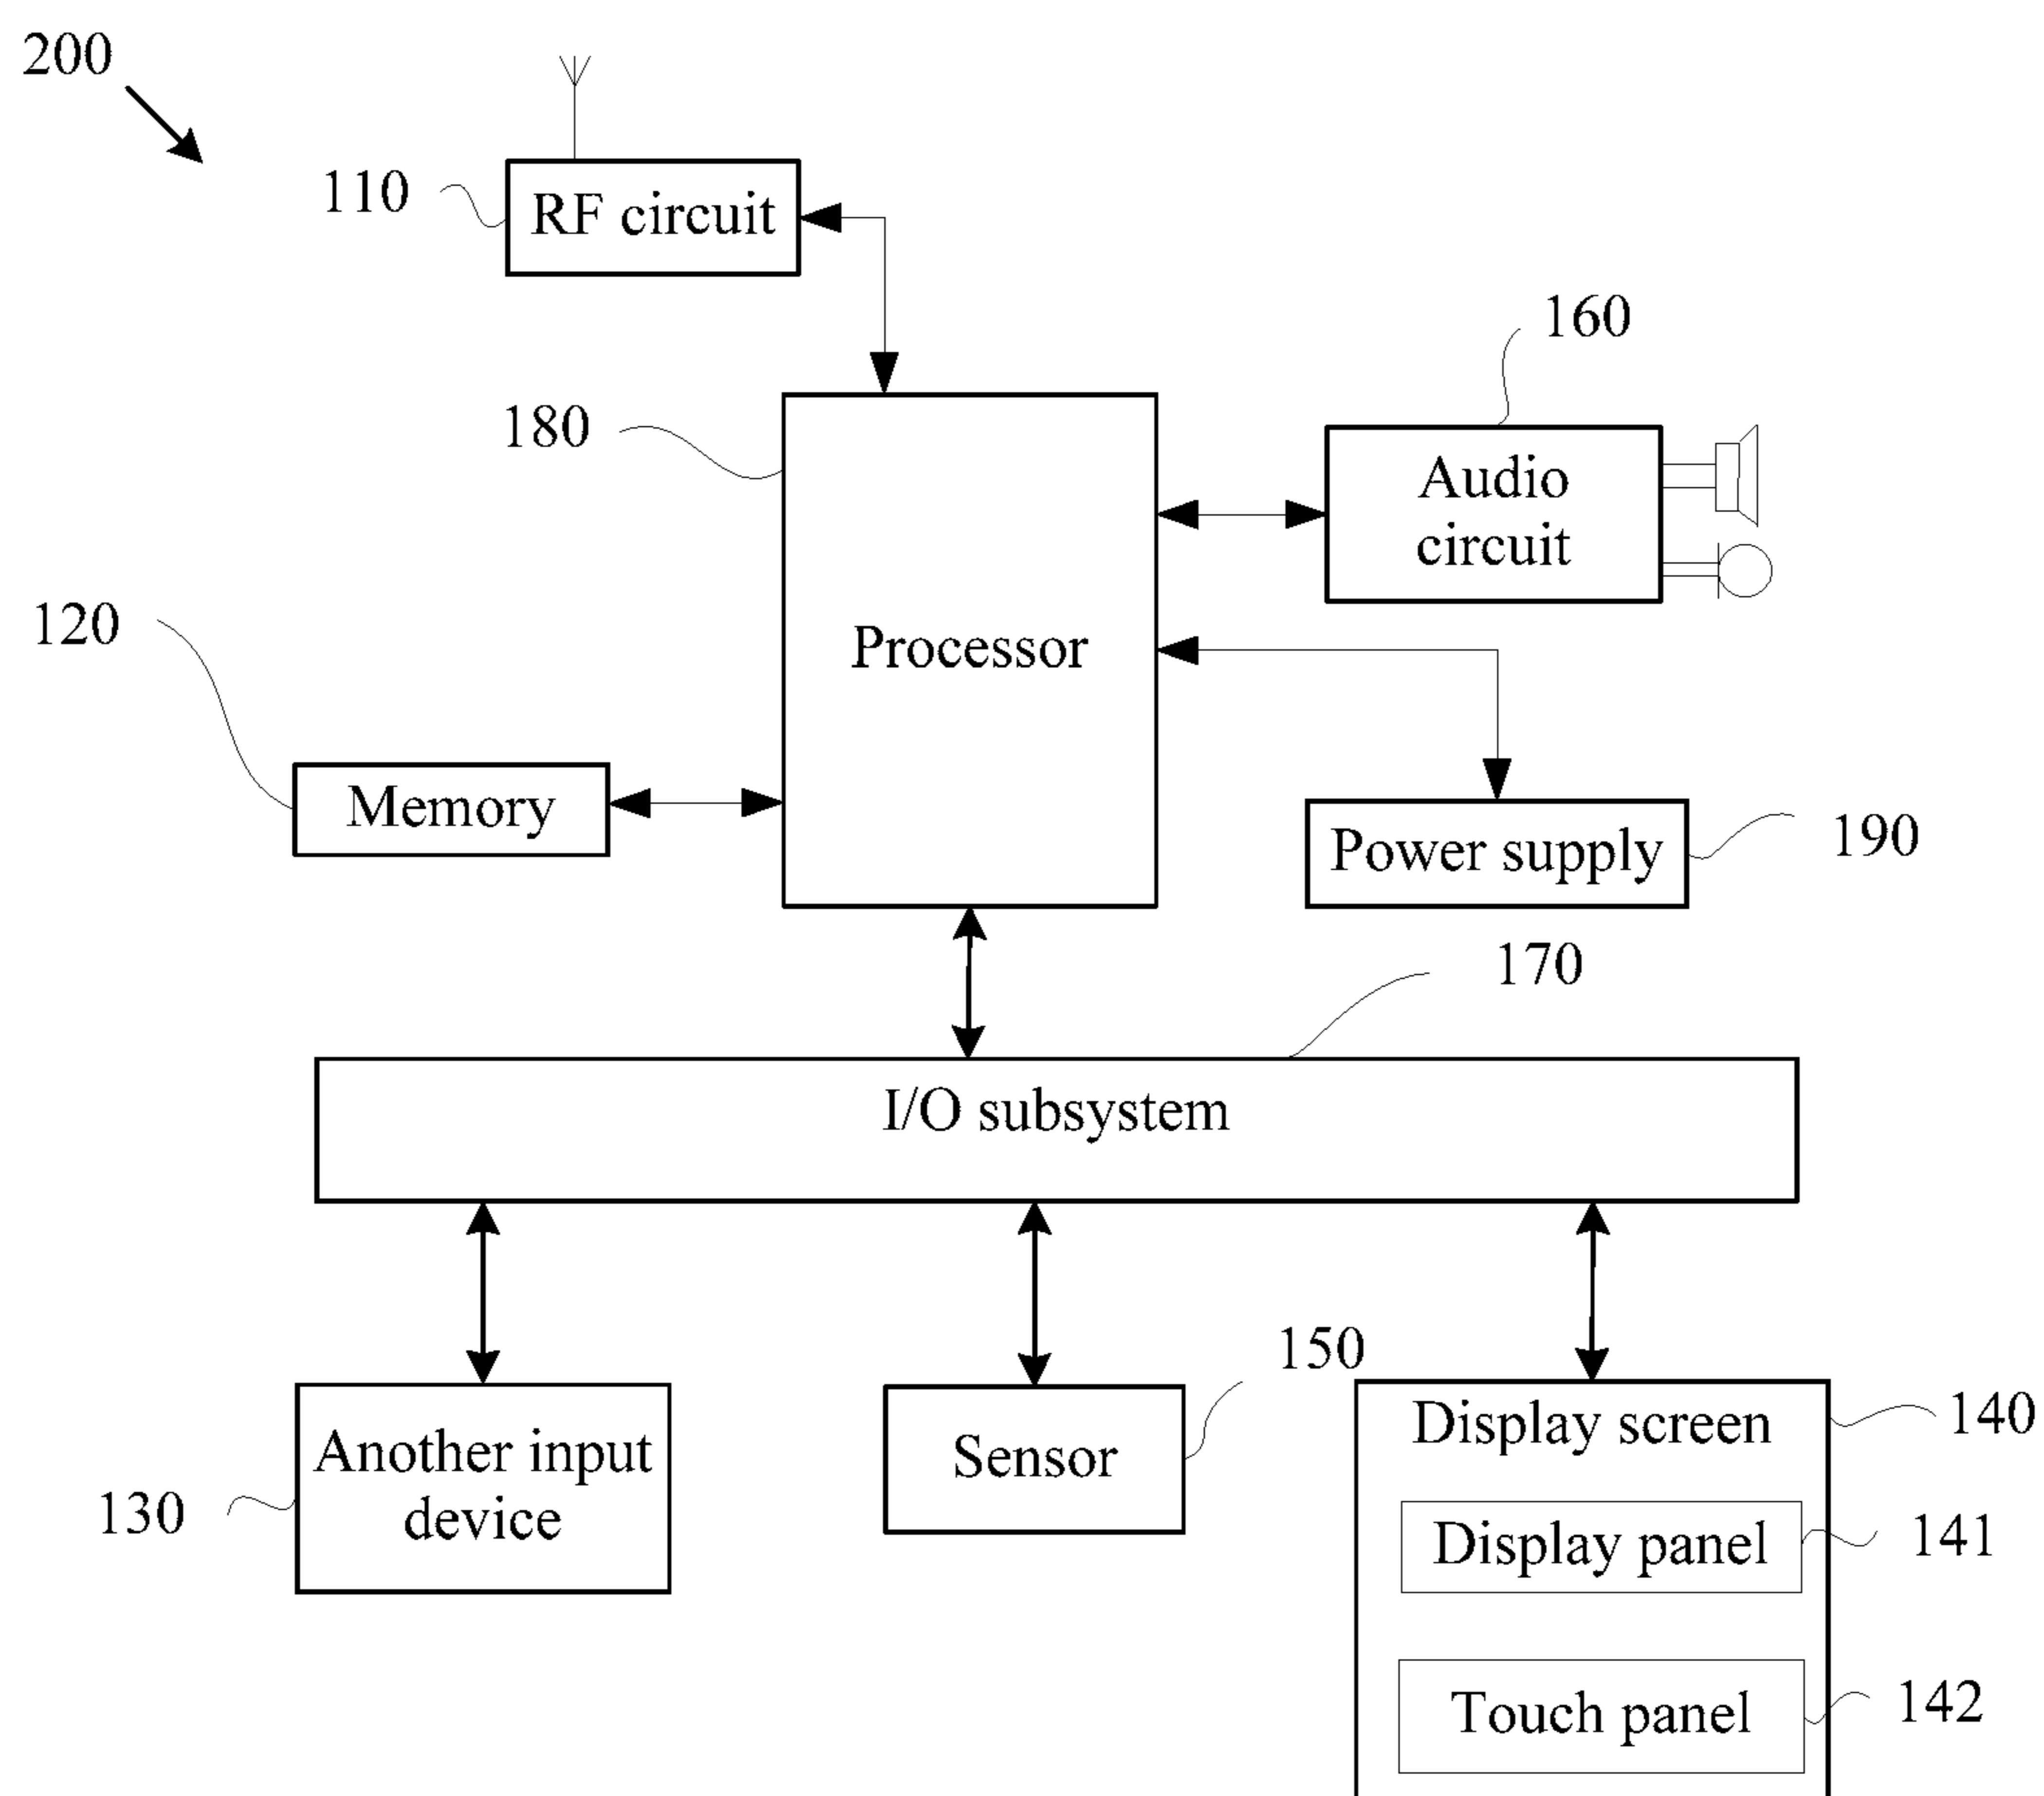 200
110
RF circuit
160
180
Audio
circuit
120
Processor
Memory
Power supply
190
170
I/O subsystem
150
Display screen
140
Another input
device
130
Sensor
Display panel
141
Touch panel
142